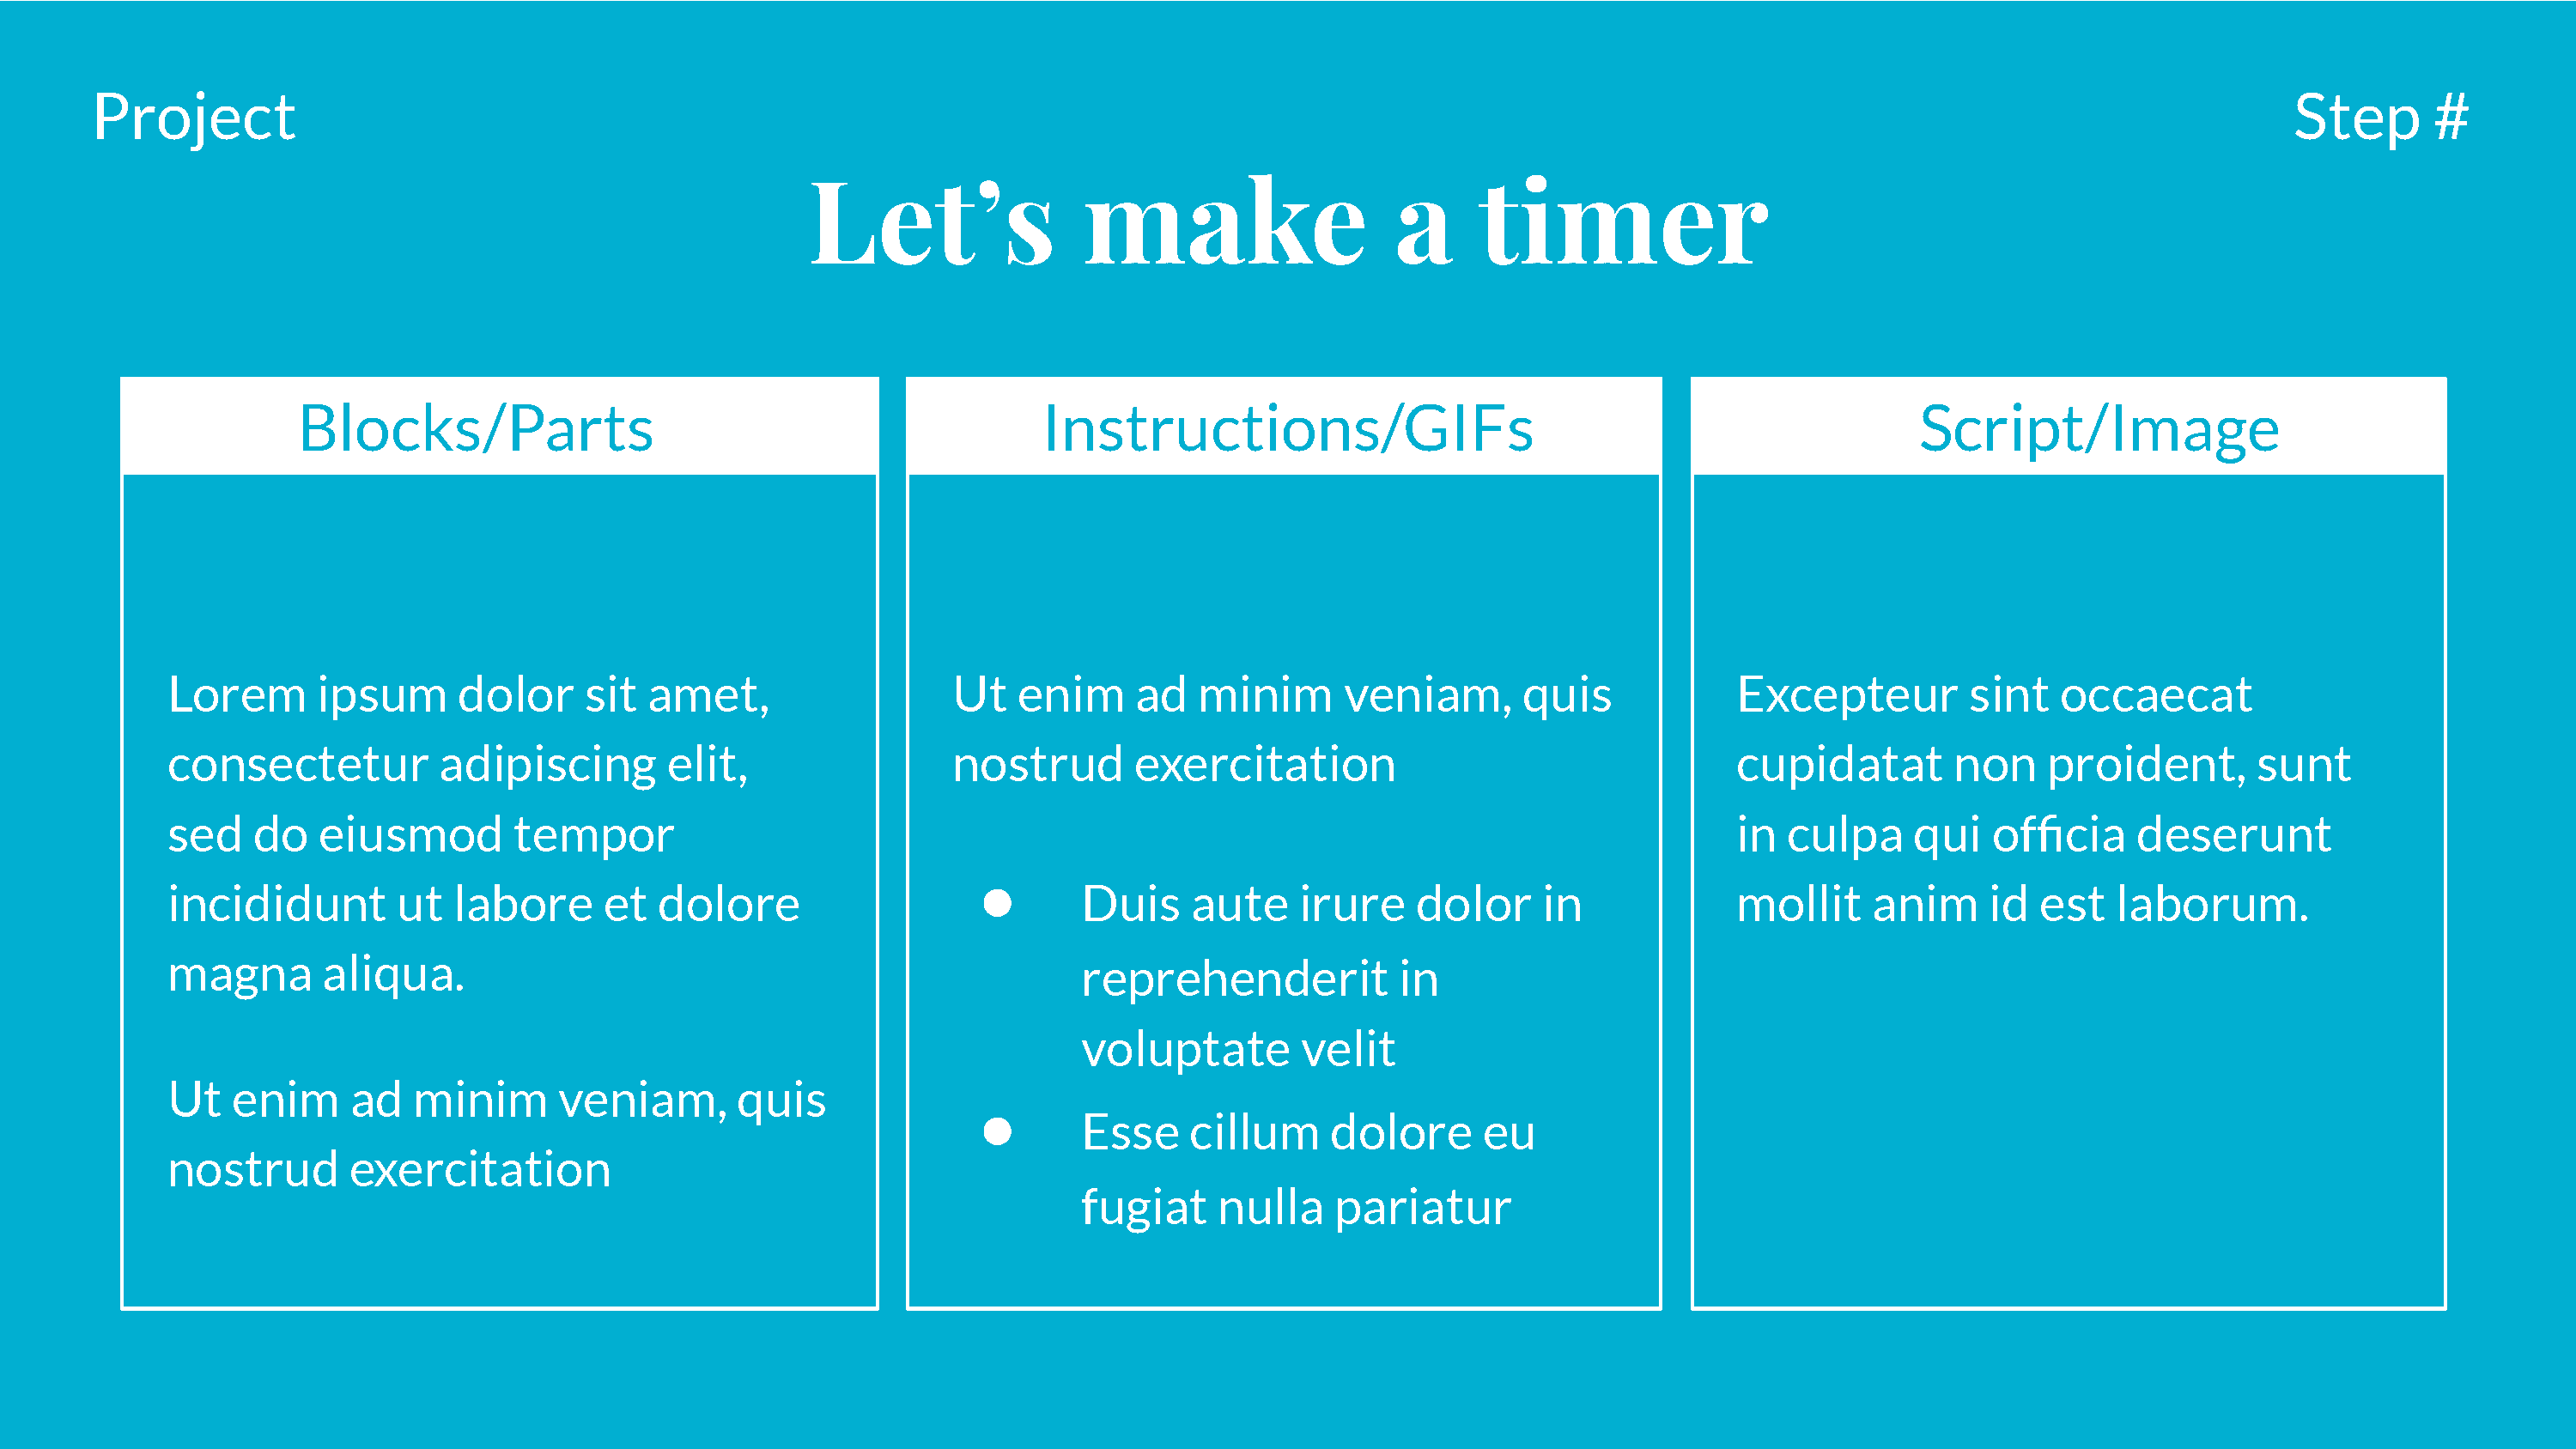 Project
Step #
Let’s make a timer
Blocks/Parts
Lorem ipsum dolor sit amet,
consectetur adipiscing elit,
sed do eiusmod tempor
incididunt ut labore et dolore
magna aliqua.
Ut enim ad minim veniam, quis
nostrud exercitation
Instructions/GIFs
Ut enim ad minim veniam, quis
nostrud exercitation
● Duis aute irure dolor in
reprehenderit in
voluptate velit
● Esse cillum dolore eu
fugiat nulla pariatur
Script/Image
Excepteur sint occaecat
cupidatat non proident, sunt
in culpa qui officia deserunt
mollit anim id est laborum.